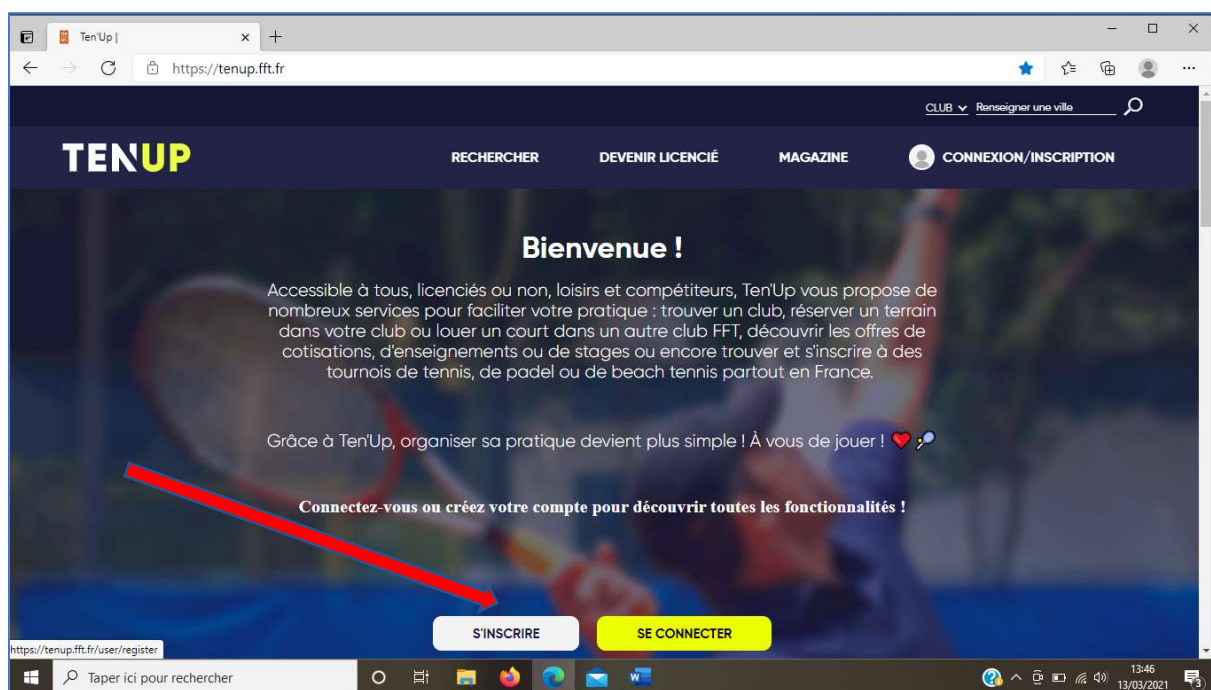 Ten'Up |
https://tenup.fft.fr
CLUB Renseigner une ville
TENUP
RECHERCHER DEVENIR LICENCIÉ MAGAZINE CONNEXION/INSCRIPTION
Bienvenue !
Accessible à tous, licenciés ou non, loisirs et compétiteurs, Ten'Up vous propose de
nombreux services pour faciliter votre pratique : trouver un club, réserver un terrain
dans votre club ou louer un court dans un autre club FFT, découvrir les offres de
cotisations, d'enseignements ou de stages ou encore trouver et s'inscrire à des
tournois de tennis, de padel ou de beach tennis partout en France.
Grâce à Ten'Up, organiser sa pratique devient plus simple ! À vous de jouer !
Connectez-vous ou créez votre compte pour découvrir toutes les fonctionnalités !
S'INSCRIRE SE CONNECTER
https://tenup.fft.fr/user/register
Taper ici pour rechercher
W
13:46
13/03/2021
3